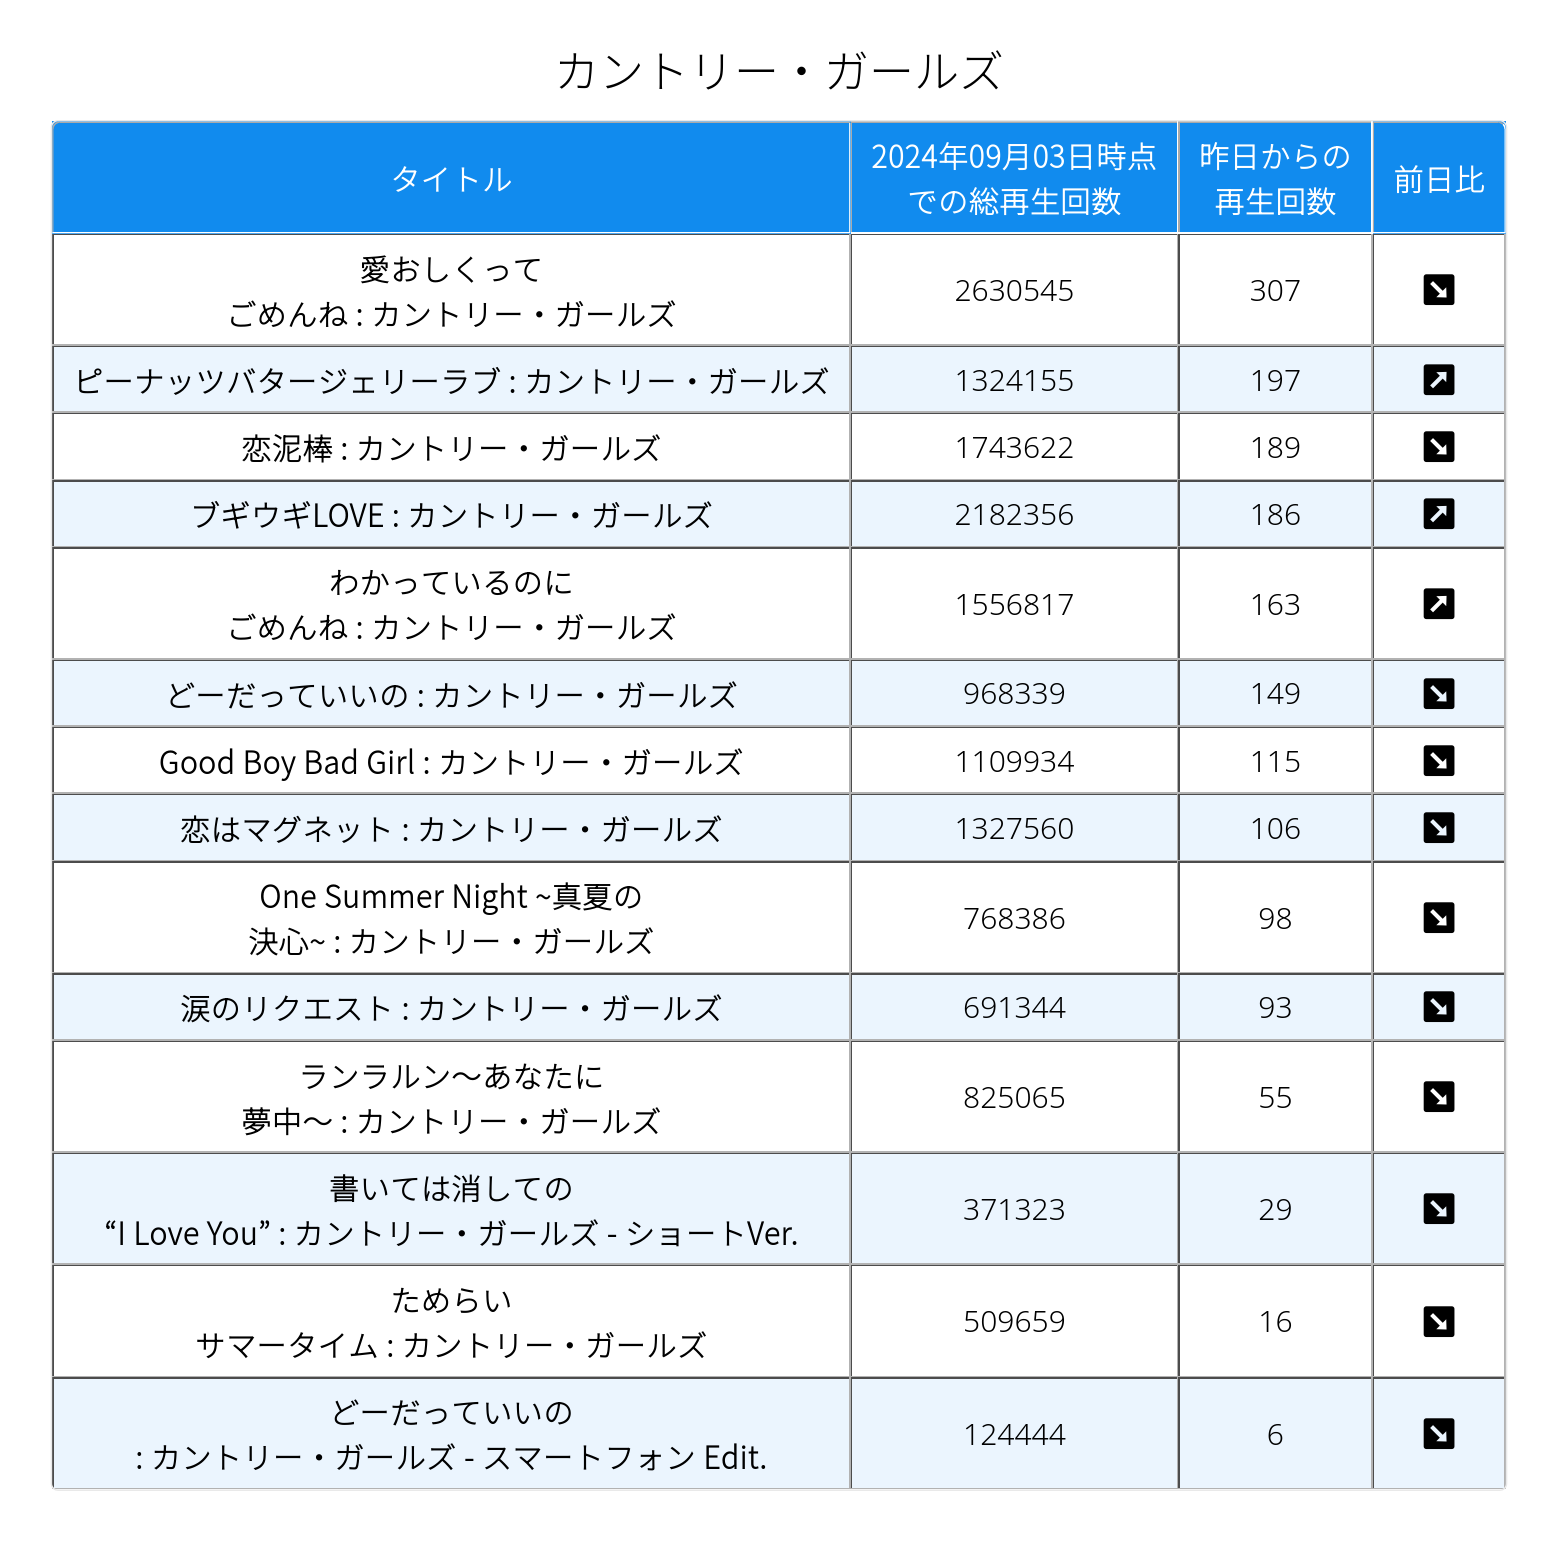 カントリー・ガールズ
タイトル
2024年09月03日時点
での総再生回数
昨日からの
再生回数
前日比
愛おしくって
ごめんね : カントリー・ガールズ
2630545
307
ピーナッツバタージェリーラブ : カントリー・ガールズ
1324155
197
恋泥棒 : カントリー・ガールズ
1743622
189
ブギウギLOVE : カントリー・ガールズ
2182356
186
わかっているのに
ごめんね : カントリー・ガールズ
1556817
163
どーだっていいの : カントリー・ガールズ
968339
149
Good Boy Bad Girl : カントリー・ガールズ
1109934
115
恋はマグネット : カントリー・ガールズ
1327560
106
One Summer Night ~真夏の
決心~ : カントリー・ガールズ
768386
98
涙のリクエスト : カントリー・ガールズ
691344
93
ランラルン～あなたに
夢中～ : カントリー・ガールズ
825065
55
書いては消しての
“I Love You” : カントリー・ガールズ - ショートVer.
371323
29
ためらい
サマータイム : カントリー・ガールズ
509659
16
どーだっていいの
: カントリー・ガールズ - スマートフォン Edit.
124444
6